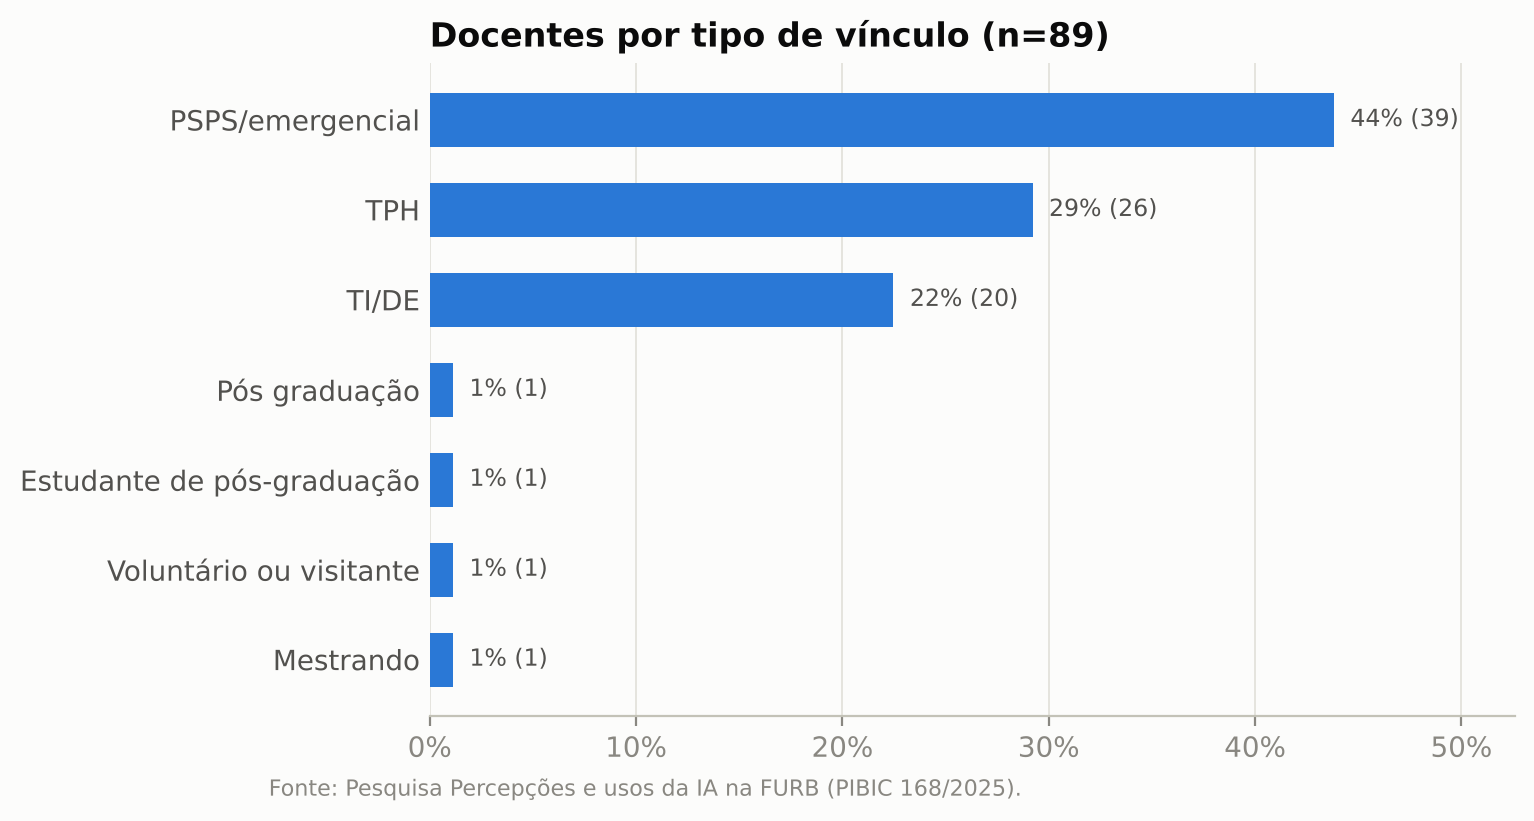 Docentes por tipo de vínculo (n=89)
PSPS/emergencial 44% (39)
TPH 29% (26)
TI/DE 22% (20)
Pós graduação 1% (1)
Estudante de pós-graduação 1% (1)
Voluntário ou visitante 1% (1)
Mestrando 1% (1)
0% 10% 20% 30% 40% 50%
Fonte: Pesquisa Percepções e usos da IA na FURB (PIBIC 168/2025).